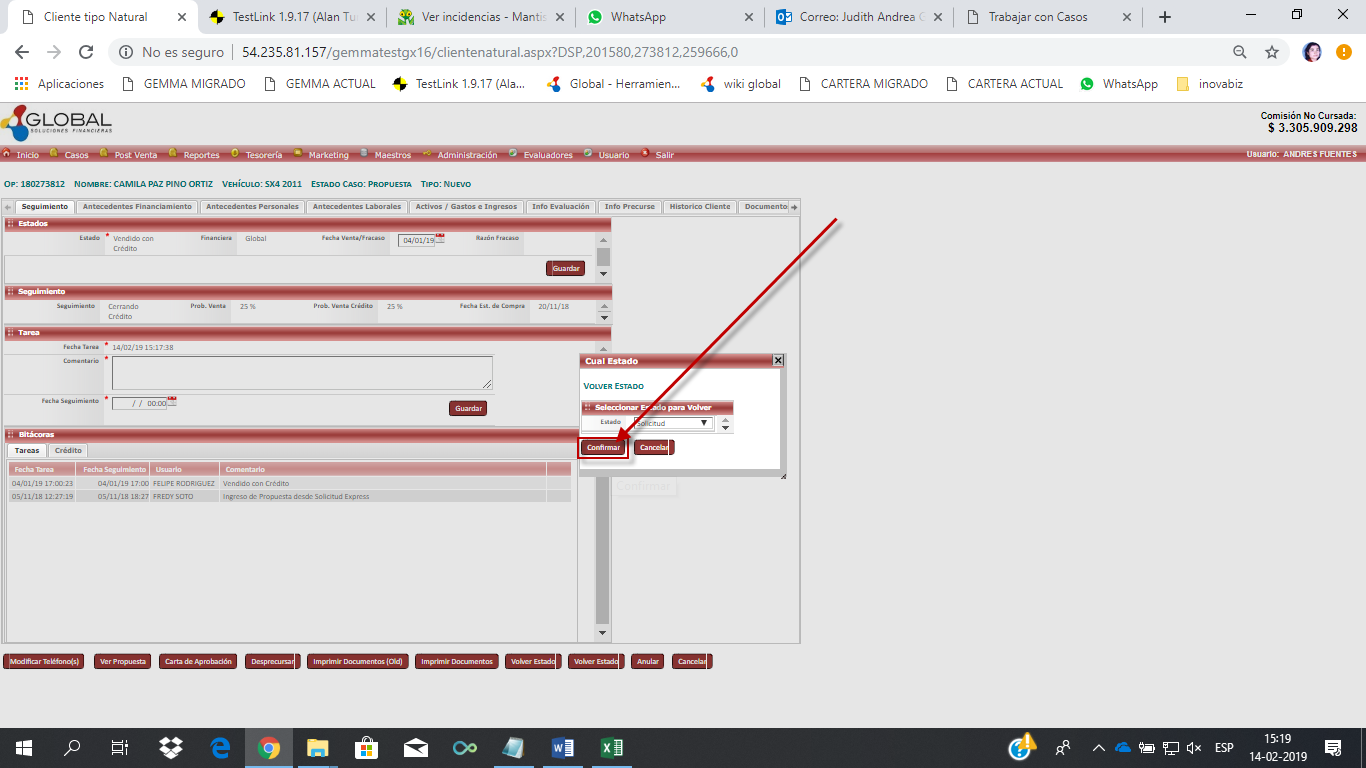 Cliente tipo Natural
TestLink 1.9.17 (Alan Tu
Ver incidencias - Mantis
WhatsApp
Correo: Judith Andrea G
Trabajar con Casos
No es seguro
54.235.81.157/gemmatestgx16/clientenatural.aspx?DSP,201580,273812,259666,0
Aplicaciones GEMMA MIGRADO GEMMA ACTUAL TestLink 1.9.17 (Ala... Global - Herramien... wiki global CARTERA MIGRADO CARTERA ACTUAL WhatsApp inovabiz
GLOBAL
SOLUCIONES FINANCIERAS
Comisión No Cursada:
$ 3.305.909.298
Inicio Casos Post Venta Reportes Tesorería Marketing Maestros Administración Evaluadores Usuario Salir Usuario: ANDRES FUENTES
Op: 180273812 Nombre: CAMILA PAZ PINO ORTIZ Vehículo: SX4 2011 Estado Caso: Propuesta Tipo: Nuevo
Seguimiento Antecedentes Financiamiento Antecedentes Personales Antecedentes Laborales Activos / Gastos e Ingresos Info Evaluación Info Precurse Historico Cliente Documento
Estados
Estado * Vendido con Crédito Financiera Global Fecha Venta/Fracaso 04/01/19 Razón Fracaso
Guardar
Seguimiento
Seguimiento Cerrando Crédito Prob. Venta 25 % Prob. Venta Crédito 25 % Fecha Est. de Compra 20/11/18
Tarea
Fecha Tarea * 14/02/19 15:17:38
Comentario *
Fecha Seguimiento * / / 00:00
Guardar
Cual Estado
Volver Estado
Seleccionar Estado para Volver
Estado Solicitud
Confirmar Cancelar
Confirmar
Bitácoras
Tareas Crédito
Fecha Tarea Fecha Seguimiento Usuario Comentario
04/01/19 17:00:23 04/01/19 17:00 FELIPE RODRIGUEZ Vendido con Crédito
05/11/18 12:27:19 05/11/18 18:27 FREDY SOTO Ingreso de Propuesta desde Solicitud Express
Modificar Teléfono(s) Ver Propuesta Carta de Aprobación Desprecursar Imprimir Documentos (Old) Imprimir Documentos Volver Estado Volver Estado Anular Cancelar
ESP
15:19
14-02-2019